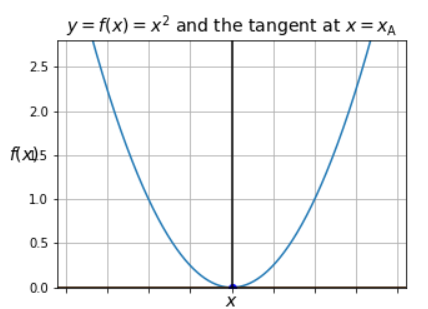 y = f(x) = x² and the tangent at x = x_A
2.5
2.0
f(x)
1.5
1.0
0.5
0.0
x